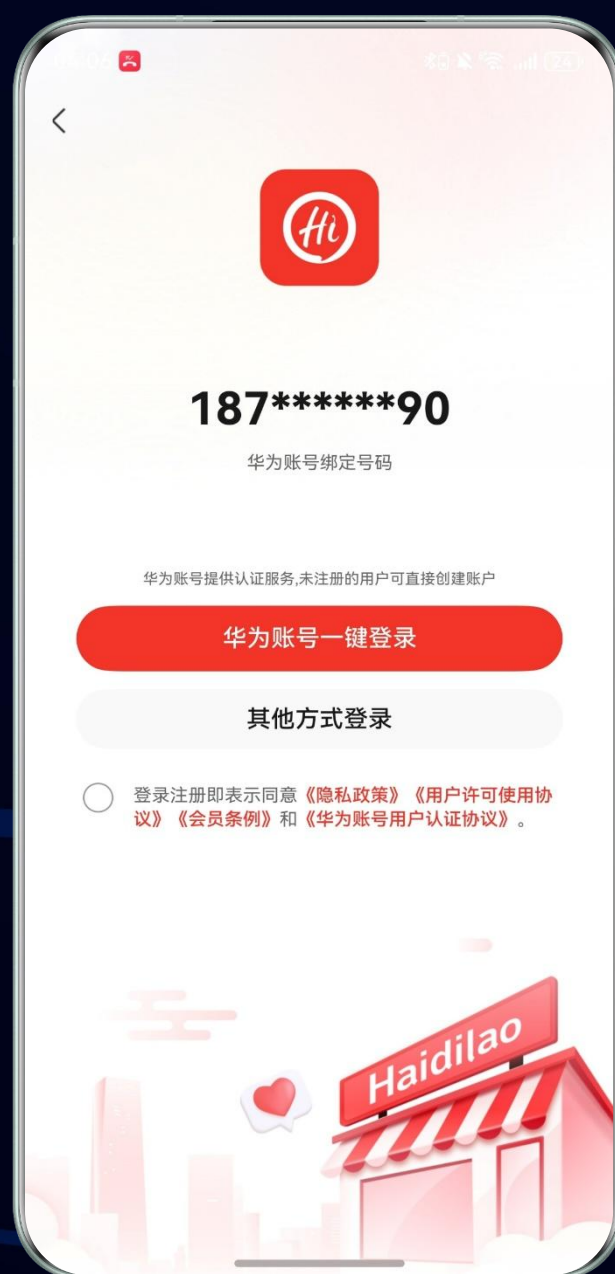 24
Hi
187******90
华为账号绑定号码
华为账号提供认证服务,未注册的用户可直接创建账户
华为账号一键登录
其他方式登录
登录注册即表示同意《隐私政策》《用户许可使用协
议》《会员条例》和《华为账号用户认证协议》。
Haidilao